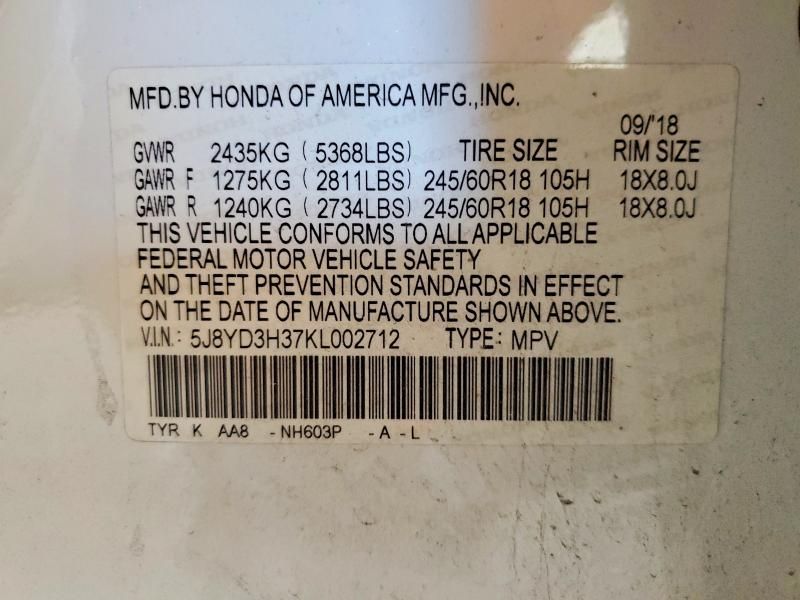 MFD.BY HONDA OF AMERICA MFG.,INC.
09/'18
GVWR 2435KG ( 5368LBS) TIRE SIZE RIM SIZE
GAWR F 1275KG ( 2811LBS) 245/60R18 105H 18X8.0J
GAWR R 1240KG ( 2734LBS) 245/60R18 105H 18X8.0J
THIS VEHICLE CONFORMS TO ALL APPLICABLE
FEDERAL MOTOR VEHICLE SAFETY
AND THEFT PREVENTION STANDARDS IN EFFECT
ON THE DATE OF MANUFACTURE SHOWN ABOVE.
V.I.N.: 5J8YD3H37KL002712 TYPE: MPV
TYR K AA8 -NH603P -A -L